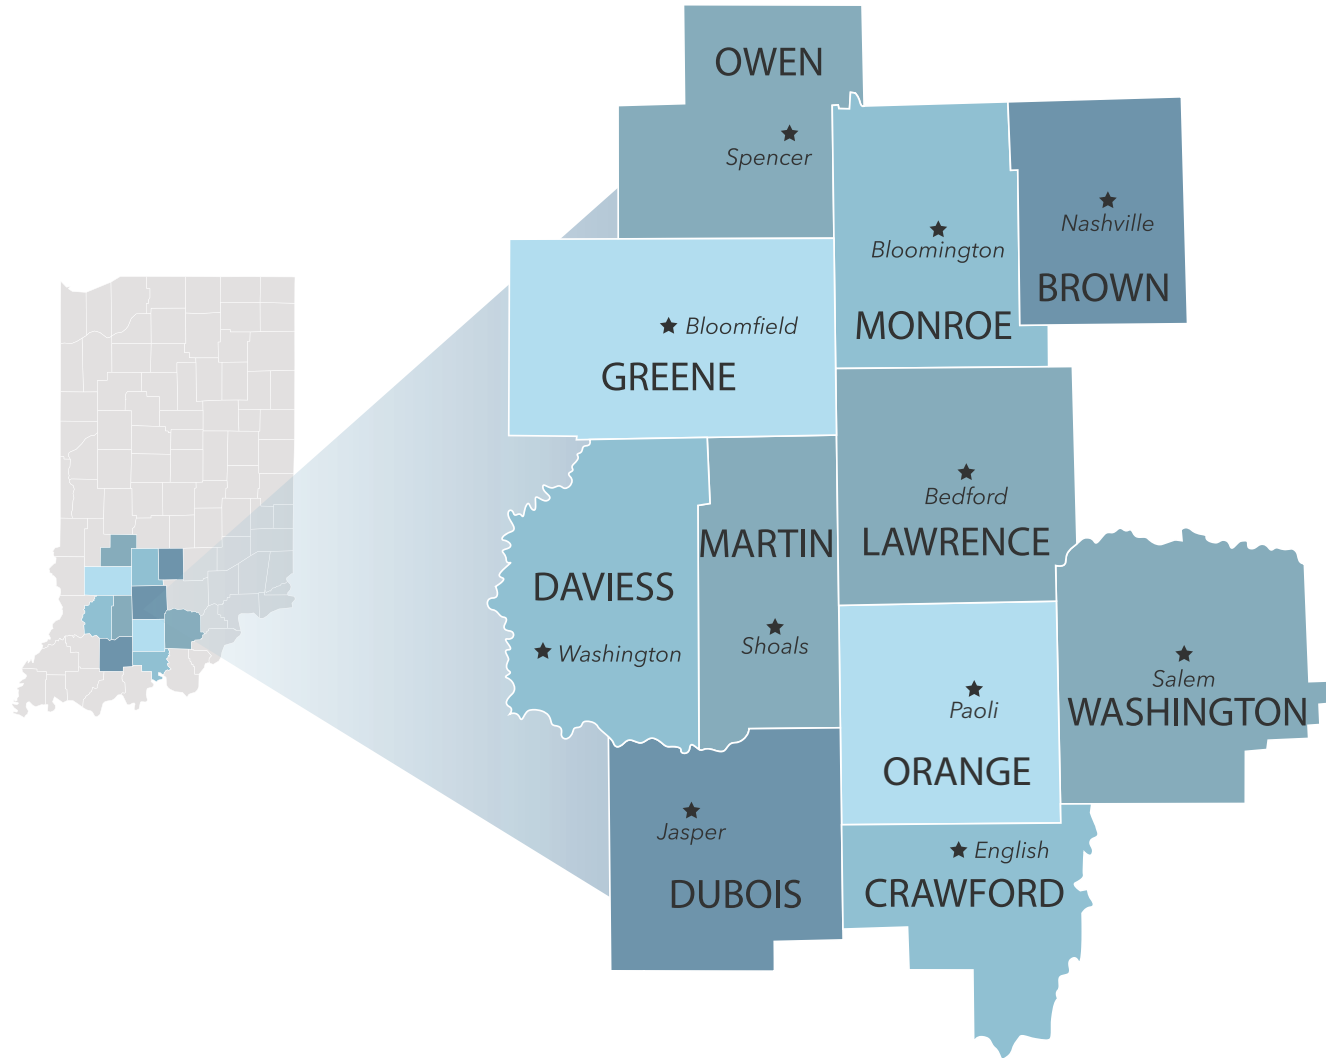 OWEN
Spencer
Nashville
Bloomington
BROWN
MONROE
Bloomfield
GREENE
Bedford
LAWRENCE
MARTIN
DAVIESS
Washington
Shoals
Salem
WASHINGTON
Paoli
ORANGE
Jasper
DUBOIS
English
CRAWFORD